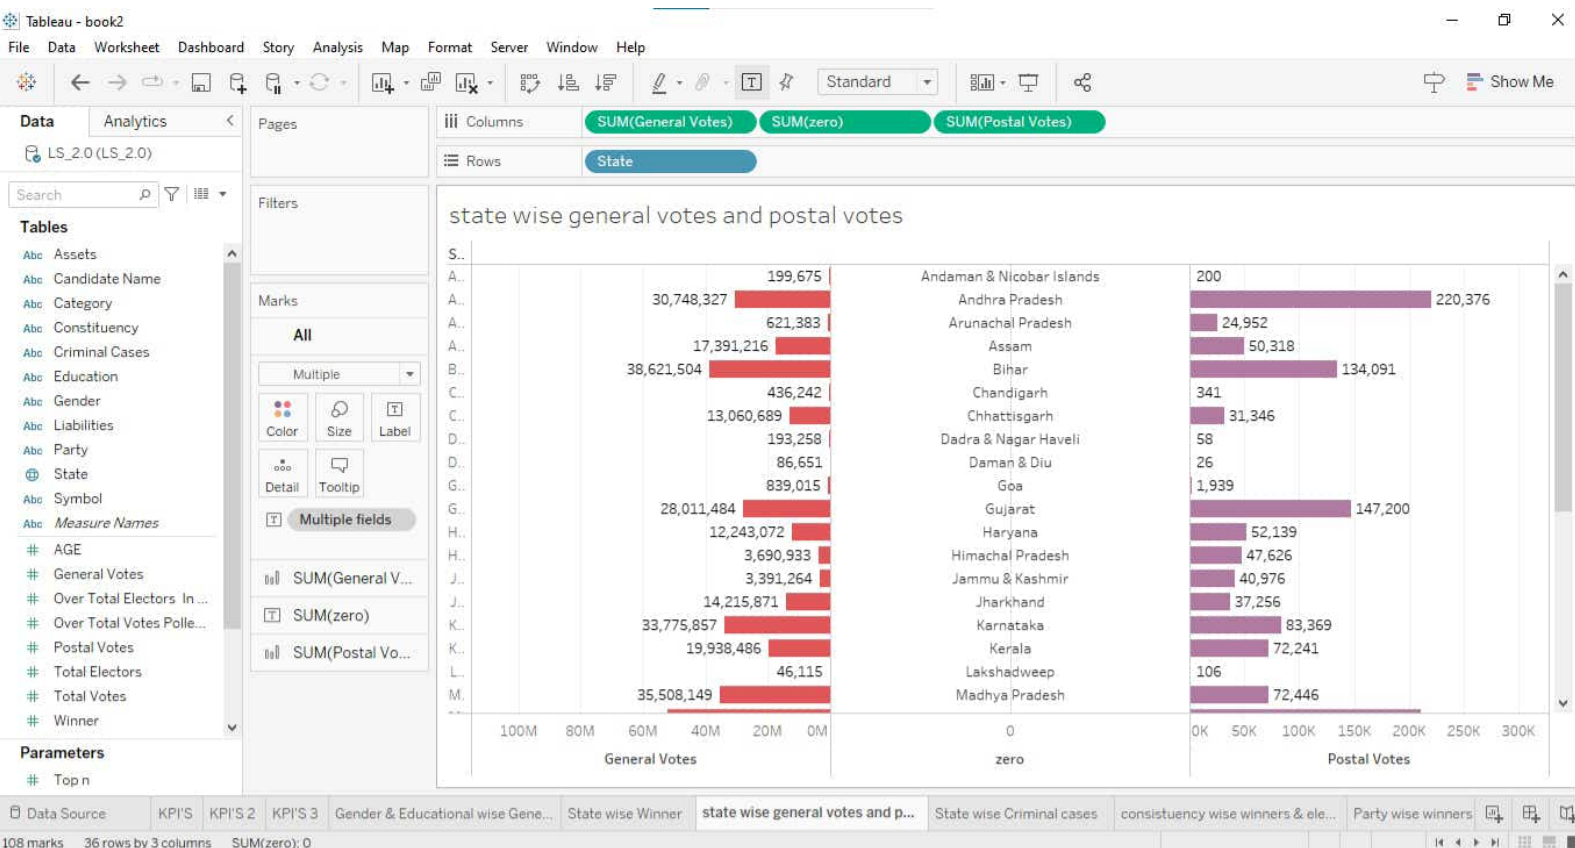 Tableau - book2
File Data Worksheet Dashboard Story Analysis Map Format Server Window Help
Standard
Show Me
Data Analytics
LS_2.0 (LS_2.0)
Search
Tables
Abc Assets
Abc Candidate Name
Abc Category
Abc Constituency
Abc Criminal Cases
Abc Education
Abc Gender
Abc Liabilities
Abc Party
State
Abc Symbol
Abc Measure Names
# AGE
# General Votes
# Over Total Electors In ...
# Over Total Votes Polle...
# Postal Votes
# Total Electors
# Total Votes
# Winner
Parameters
# Top n
Pages
Filters
Marks
All
Multiple
Color Size Label
Detail Tooltip
Multiple fields
SUM(General V...
SUM(zero)
SUM(Postal Vo...
Columns SUM(General Votes) SUM(zero) SUM(Postal Votes)
Rows State
state wise general votes and postal votes
S..
A.. 199,675 Andaman & Nicobar Islands 200
A.. 30,748,327 Andhra Pradesh 220,376
A.. 621,383 Arunachal Pradesh 24,952
A.. 17,391,216 Assam 50,318
B.. 38,621,504 Bihar 134,091
C.. 436,242 Chandigarh 341
C.. 13,060,689 Chhattisgarh 31,346
D.. 193,258 Dadra & Nagar Haveli 58
D.. 86,651 Daman & Diu 26
G.. 839,015 Goa 1,939
G.. 28,011,484 Gujarat 147,200
H.. 12,243,072 Haryana 52,139
H.. 3,690,933 Himachal Pradesh 47,626
J.. 3,391,264 Jammu & Kashmir 40,976
J.. 14,215,871 Jharkhand 37,256
K.. 33,775,857 Karnataka 83,369
K.. 19,938,486 Kerala 72,241
L.. 46,115 Lakshadweep 106
M.. 35,508,149 Madhya Pradesh 72,446
100M 80M 60M 40M 20M 0M 0 0K 50K 100K 150K 200K 250K 300K
General Votes zero Postal Votes
Data Source KPI'S KPI'S 2 KPI'S 3 Gender & Educational wise Gene... State wise Winner state wise general votes and p... State wise Criminal cases consistuency wise winners & ele... Party wise winners
108 marks 36 rows by 3 columns SUM(zero): 0